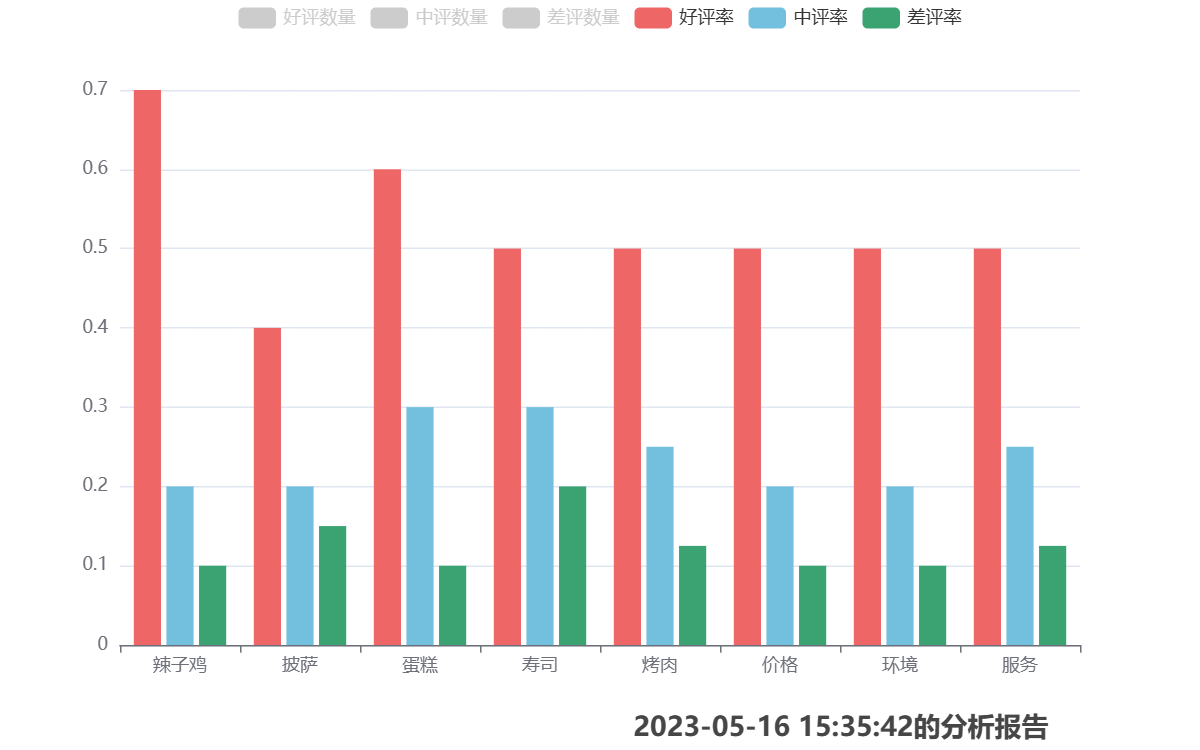 好评数量 中评数量 差评数量 好评率 中评率 差评率
0.7
0.6
0.5
0.4
0.3
0.2
0.1
0
辣子鸡 披萨 蛋糕 寿司 烤肉 价格 环境 服务
2023-05-16 15:35:42的分析报告